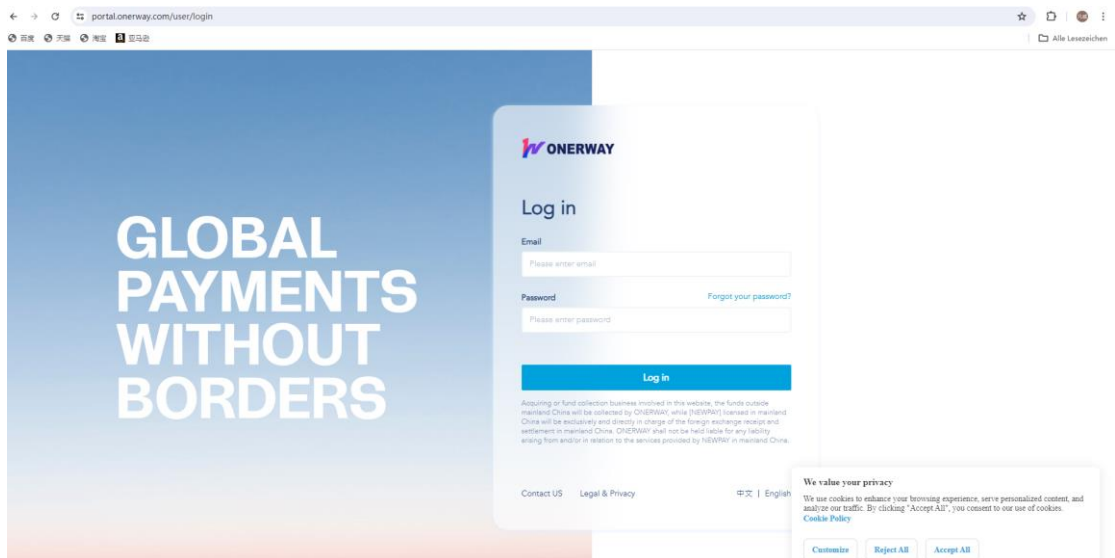 portal.onerway.com/user/login
百度 天猫 淘宝 a 亚马逊 Alle Lesezeichen
ONERWAY
Log in
GLOBAL
PAYMENTS
WITHOUT
BORDERS
Email
Please enter email
Password Forgot your password?
Please enter password
Log in
Acquiring or fund collection business involved in this website, the funds outside
mainland China will be collected by ONERWAY, while [NEWPAY] licensed in mainland
China will be exclusively and directly in charge of the foreign exchange receipt and
settlement in mainland China. ONERWAY shall not be held liable for any liability
arising from and/or in relation to the services provided by NEWPAY in mainland China.
Contact US Legal & Privacy 中文 | English
We value your privacy
We use cookies to enhance your browsing experience, serve personalized content, and
analyze our traffic. By clicking "Accept All", you consent to our use of cookies.
Cookie Policy
Customize Reject All Accept All